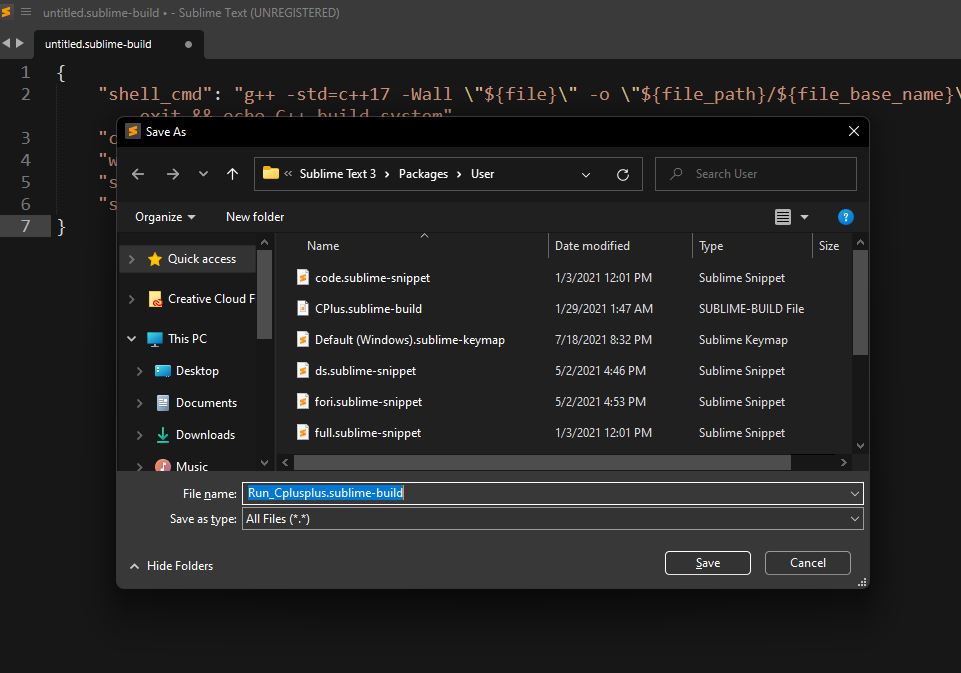 untitled.sublime-build • - Sublime Text (UNREGISTERED)
untitled.sublime-build
1 {
2 "shell_cmd": "g++ -std=c++17 -Wall \"${file}\" -o \"${file_path}/${file_base_name}\
exit && echo C++ build system"
3 "c
4 "w
5 "s
6 "s
7 }
Save As
« Sublime Text 3 > Packages > User
Search User
Organize
New folder
?
Name Date modified Type Size
Quick access
Creative Cloud F
This PC
Desktop
Documents
Downloads
Music
code.sublime-snippet 1/3/2021 12:01 PM Sublime Snippet
CPlus.sublime-build 1/29/2021 1:47 AM SUBLIME-BUILD File
Default (Windows).sublime-keymap 7/18/2021 8:32 PM Sublime Keymap
ds.sublime-snippet 5/2/2021 4:46 PM Sublime Snippet
fori.sublime-snippet 5/2/2021 4:53 PM Sublime Snippet
full.sublime-snippet 1/3/2021 12:01 PM Sublime Snippet
File name: Run_Cplusplus.sublime-build
Save as type: All Files (*.*)
Hide Folders
Save
Cancel